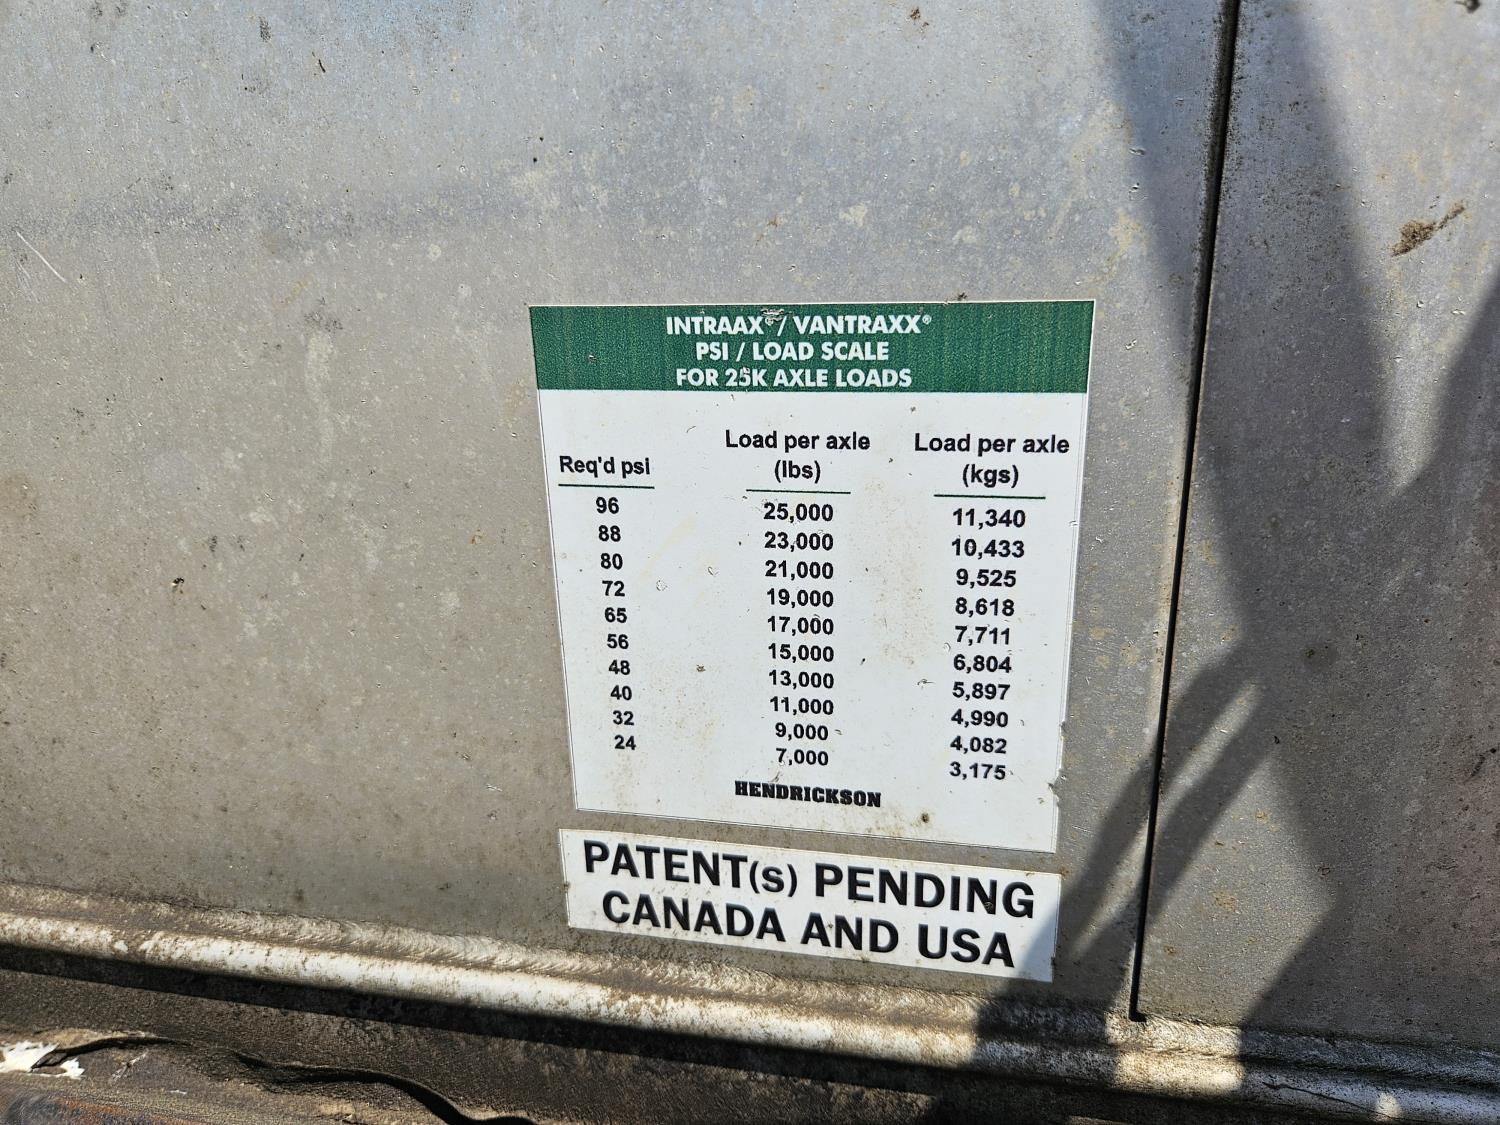 INTRAAX® / VANTRAXX®
PSI / LOAD SCALE
FOR 25K AXLE LOADS
Req'd psi Load per axle (lbs) Load per axle (kgs)
96 25,000 11,340
88 23,000 10,433
80 21,000 9,525
72 19,000 8,618
65 17,000 7,711
56 15,000 6,804
48 13,000 5,897
40 11,000 4,990
32 9,000 4,082
24 7,000 3,175
HENDRICKSON
PATENT(s) PENDING
CANADA AND USA